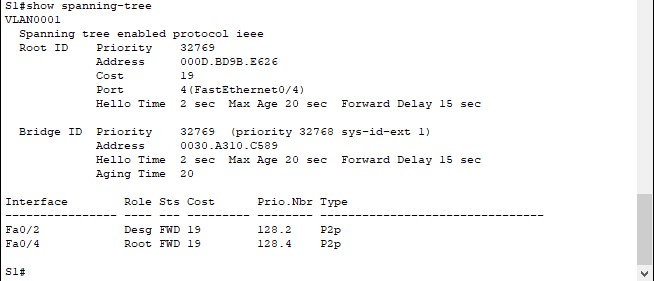 S1#show spanning-tree
VLAN0001
Spanning tree enabled protocol ieee
Root ID Priority 32769
Address 000D.BD9B.E626
Cost 19
Port 4(FastEthernet0/4)
Hello Time 2 sec Max Age 20 sec Forward Delay 15 sec
Bridge ID Priority 32769 (priority 32768 sys-id-ext 1)
Address 0030.A310.C589
Hello Time 2 sec Max Age 20 sec Forward Delay 15 sec
Aging Time 20
Interface Role Sts Cost Prio.Nbr Type
---------------- ---- --- --------- -------- --------------------------------
Fa0/2 Desg FWD 19 128.2 P2p
Fa0/4 Root FWD 19 128.4 P2p
S1#